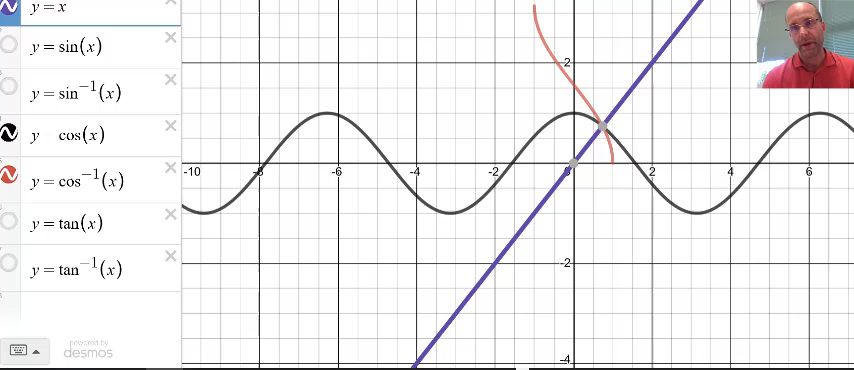 y = x
y = sin(x)
y = sin⁻¹(x)
y cos(x)
y = cos⁻¹(x)
y = tan(x)
y = tan⁻¹(x)
powered by
desmos
2
-10 -8 -6 -4 -2 0 2 4 6
-2
-4